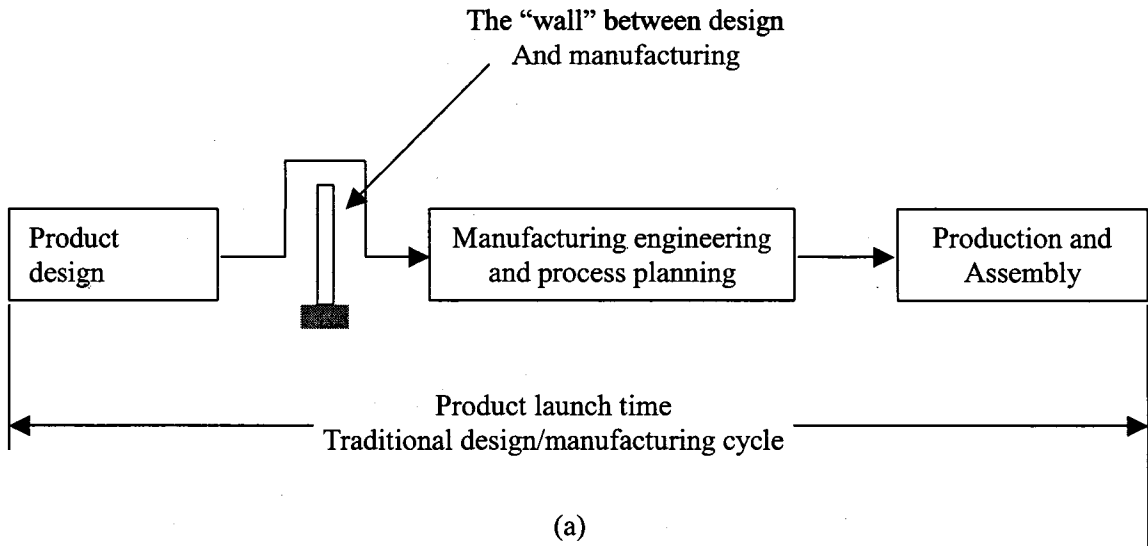 The “wall” between design
And manufacturing
Product
design
Manufacturing engineering
and process planning
Production and
Assembly
Product launch time
Traditional design/manufacturing cycle
(a)